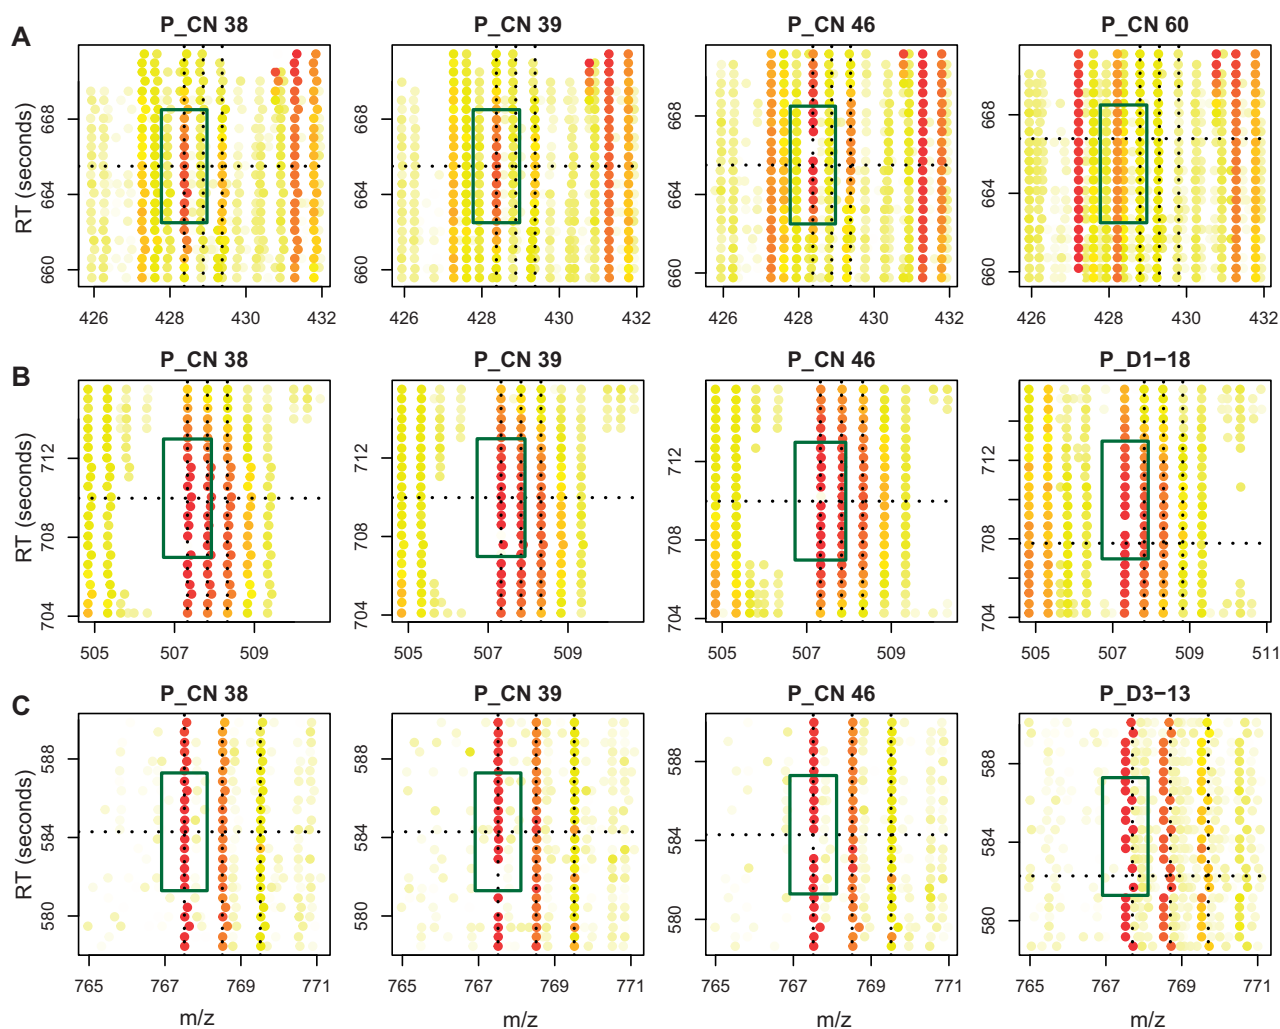 A
P_CN 38
P_CN 39
P_CN 46
P_CN 60
RT (seconds)
668
664
660
668
664
660
668
664
660
668
664
660
426 428 430 432
426 428 430 432
426 428 430 432
426 428 430 432
B
P_CN 38
P_CN 39
P_CN 46
P_D1−18
RT (seconds)
712
708
704
712
708
704
712
708
704
712
708
704
505 507 509
505 507 509
505 507 509
505 507 509 511
C
P_CN 38
P_CN 39
P_CN 46
P_D3−13
RT (seconds)
588
584
580
588
584
580
588
584
580
588
584
580
765 767 769 771
765 767 769 771
765 767 769 771
765 767 769 771
m/z
m/z
m/z
m/z